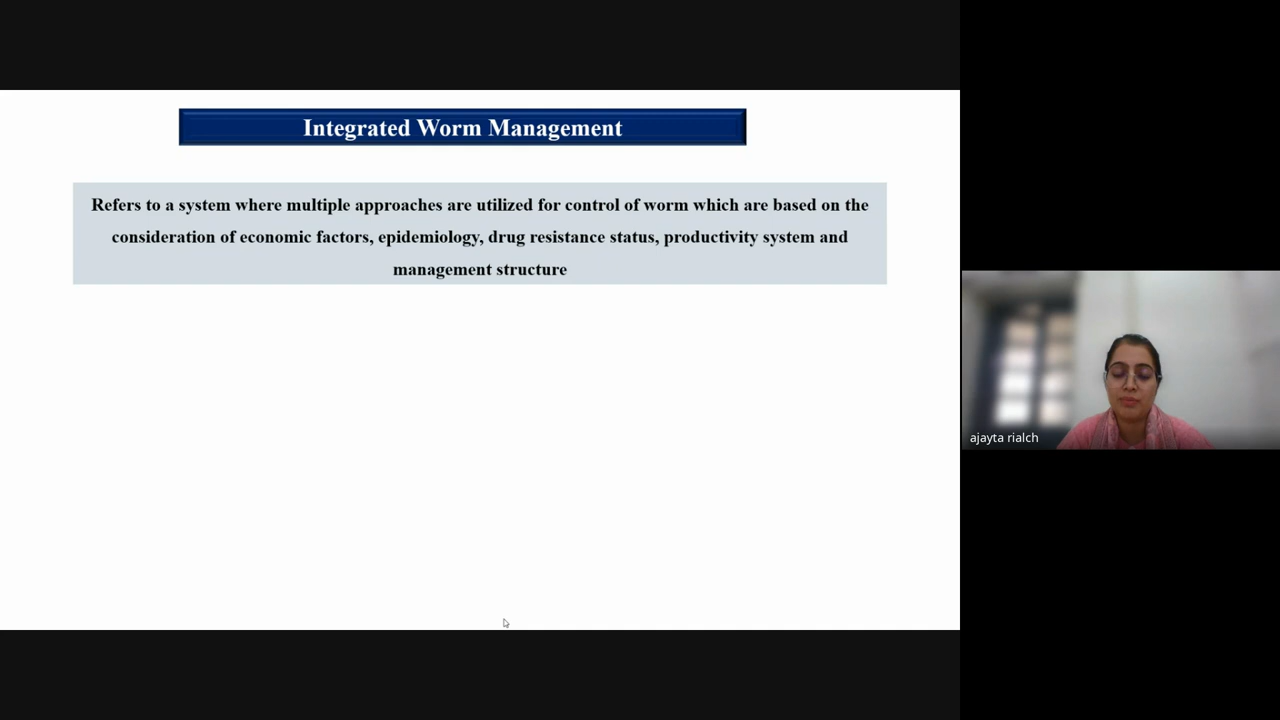 Integrated Worm Management
Refers to a system where multiple approaches are utilized for control of worm which are based on the
consideration of economic factors, epidemiology, drug resistance status, productivity system and
management structure
ajayta rialch